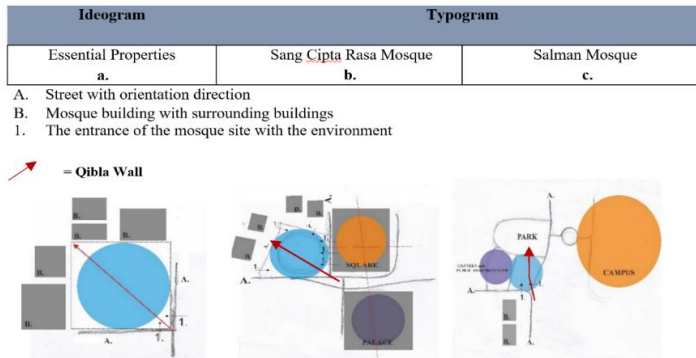 Ideogram Typogram
Essential Properties Sang Cipta Rasa Mosque Salman Mosque
a. b. c.
A. Street with orientation direction
B. Mosque building with surrounding buildings
1. The entrance of the mosque site with the environment
= Qibla Wall
B.
B.
B.
B.
B.
A.
1.
1.
A.
B.
B.
A.
B.
B.
SQUARE
1.
A.
PALACE
A.
PARK
CAMPUS
A.
1.
1.
B.
B.
A.